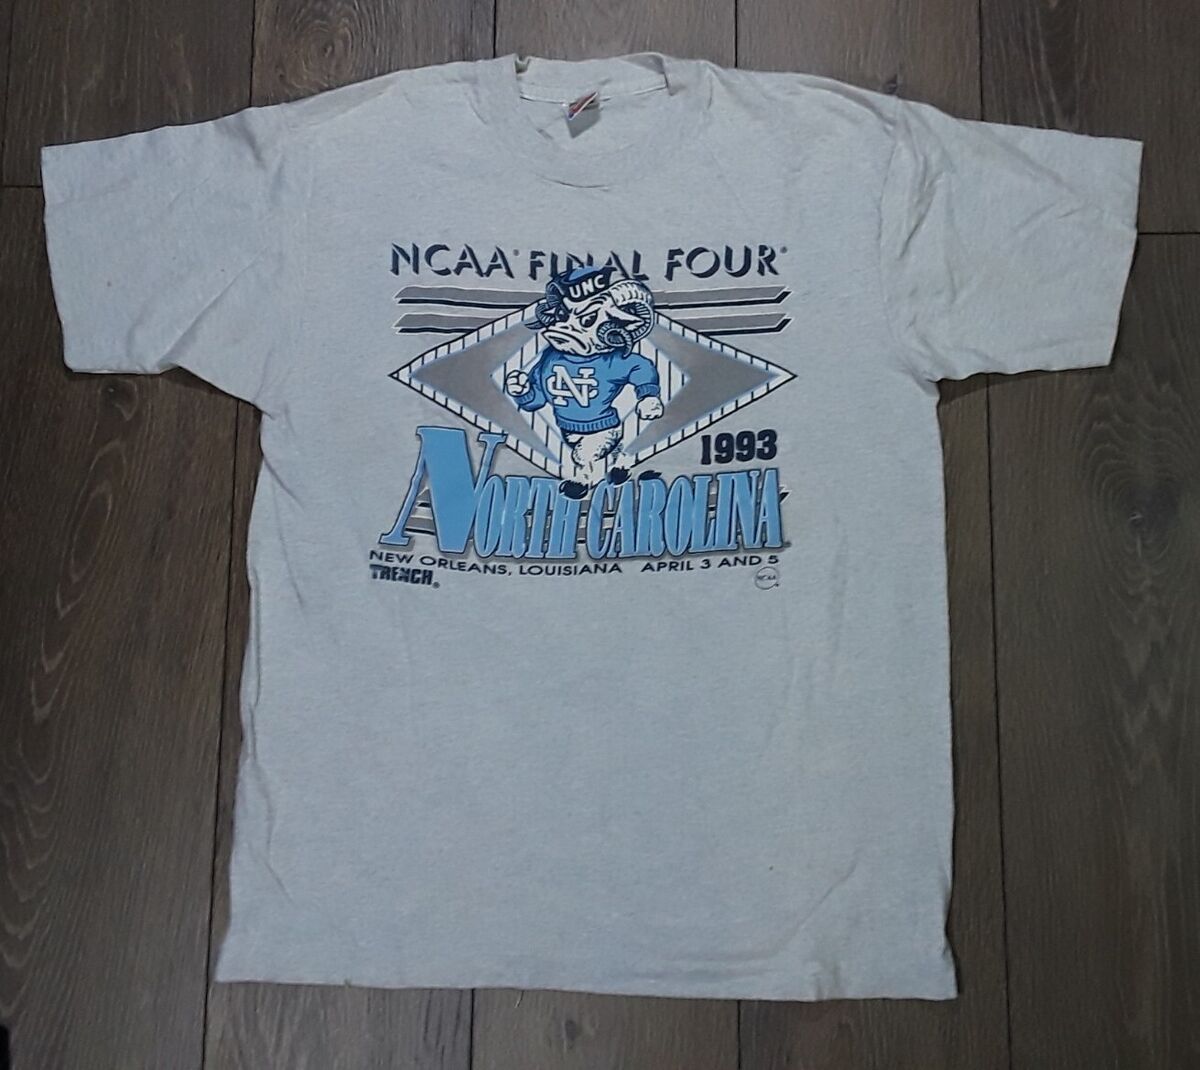 NCAA® FINAL FOUR®
UNC
NC
1993
NORTH CAROLINA®
NEW ORLEANS, LOUISIANA APRIL 3 AND 5
TRENCH®
NCAA